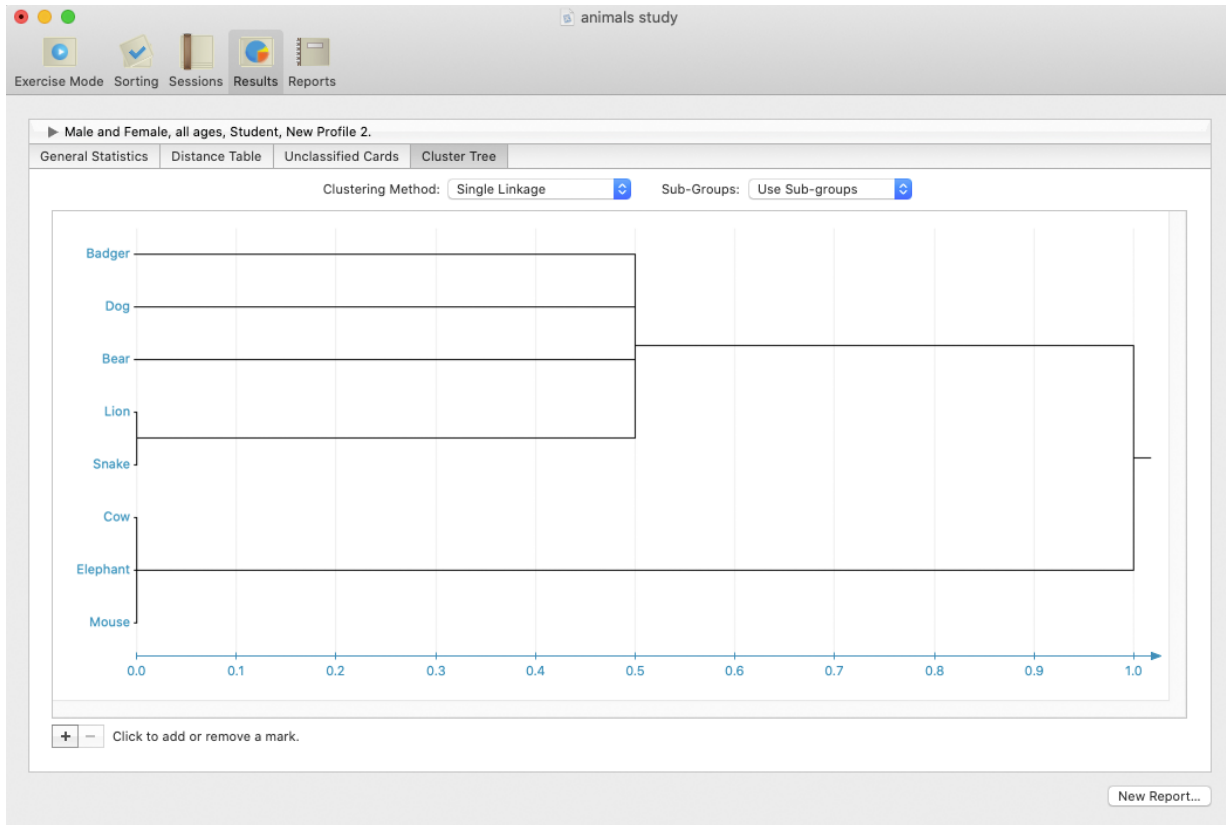 animals study
Exercise Mode Sorting Sessions Results Reports
Male and Female, all ages, Student, New Profile 2.
General Statistics Distance Table Unclassified Cards Cluster Tree
Clustering Method: Single Linkage Sub-Groups: Use Sub-groups
Badger
Dog
Bear
Lion
Snake
Cow
Elephant
Mouse
0.0 0.1 0.2 0.3 0.4 0.5 0.6 0.7 0.8 0.9 1.0
+ − Click to add or remove a mark.
New Report...